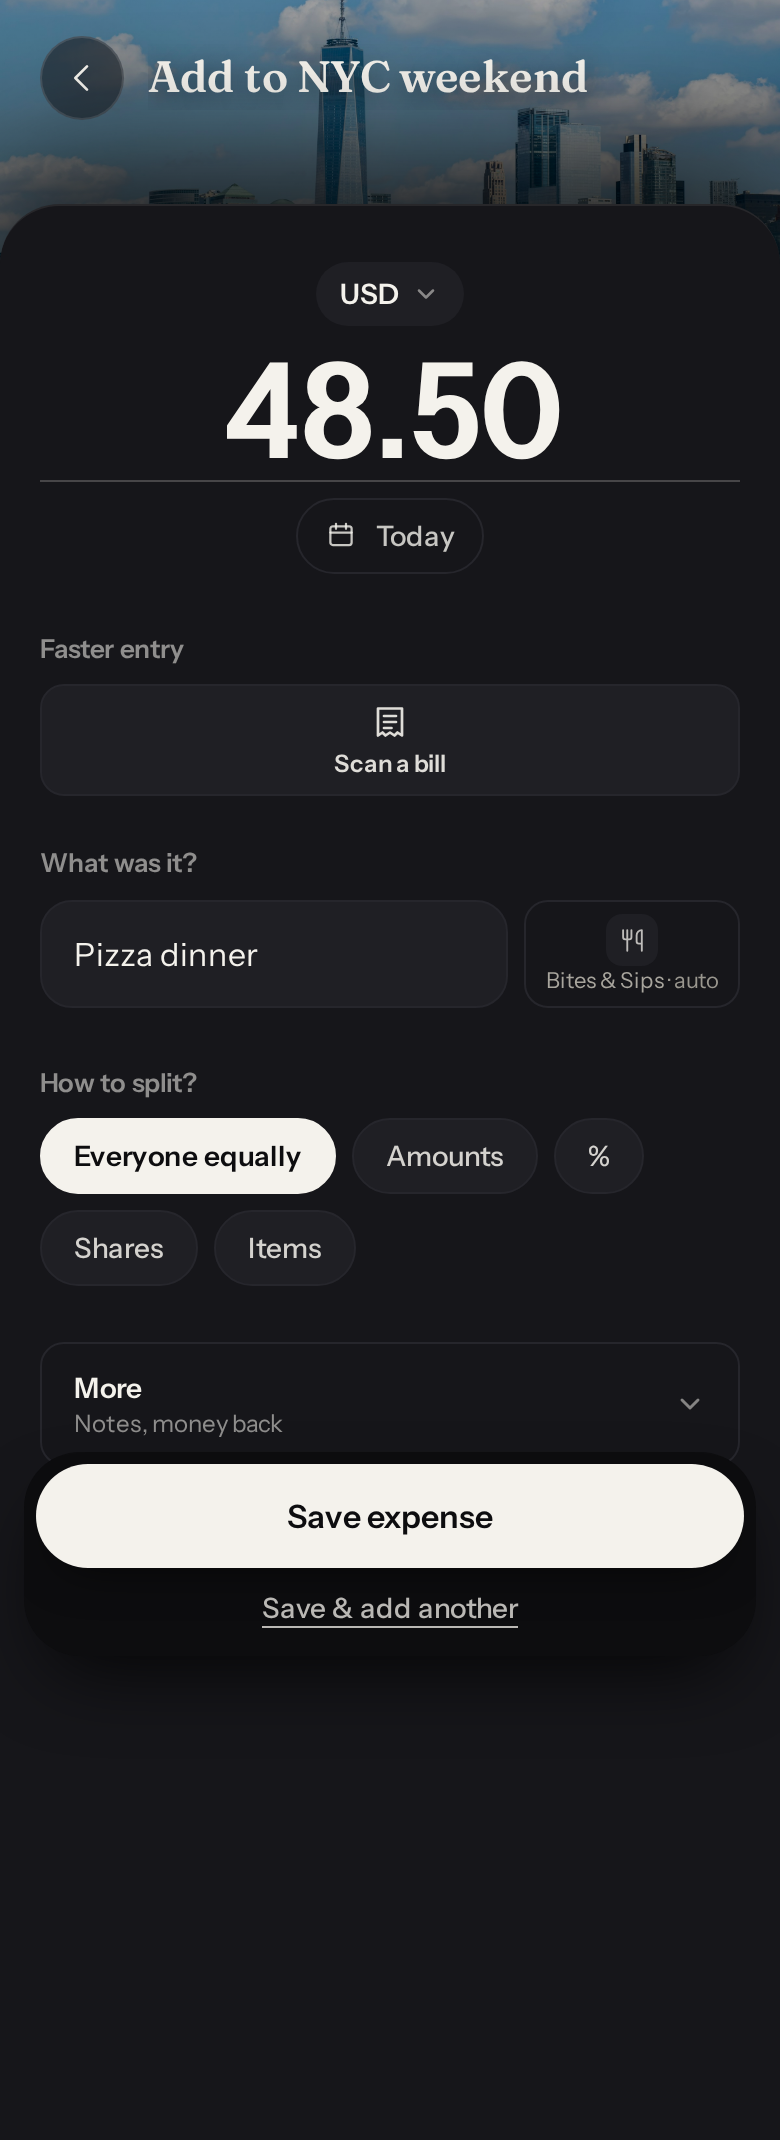 Add to NYC weekend
USD
48.50
Today
Faster entry
Scan a bill
What was it?
Pizza dinner
Bites & Sips · auto
How to split?
Everyone equally
Amounts
%
Shares
Items
More
Notes, money back
Save expense
Save & add another